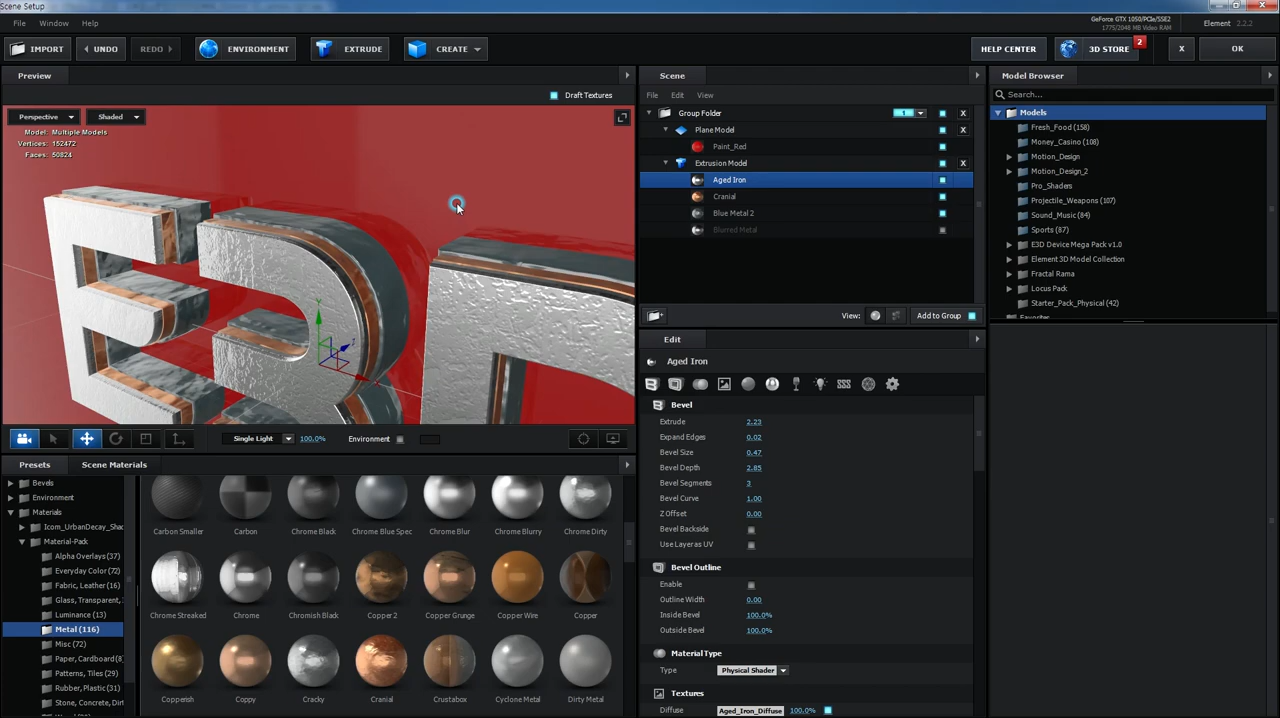 Scene Setup
File Window Help
GeForce GTX 1050/PCIe/SSE2
1775/2048 MB Video RAM
Element 2.2.2
IMPORT UNDO REDO ENVIRONMENT EXTRUDE CREATE HELP CENTER 3D STORE 2 X OK
Preview
Draft Textures
Perspective Shaded
Model: Multiple Models
Vertices: 152472
Faces: 50824
Y
Z
Single Light 100.0% Environment
Presets Scene Materials
Bevels
Environment
Materials
Icom_UrbanDecay_Shac
Material-Pack
Alpha Overlays (37)
Everyday Color (72)
Fabric, Leather (16)
Glass, Transparent,
Luminance (13)
Metal (116)
Misc (72)
Paper, Cardboard (8)
Patterns, Tiles (29)
Rubber, Plastic (31)
Stone, Concrete, Dirt
Carbon Smaller Carbon Chrome Black Chrome Blue Spec Chrome Blur Chrome Blurry Chrome Dirty
Chrome Streaked Chrome Chromish Black Copper 2 Copper Grunge Copper Wire Copper
Copperish Coppy Cracky Cranial Crustabox Cyclone Metal Dirty Metal
Scene
File Edit View
Group Folder 1 X
Plane Model X
Paint_Red
Extrusion Model X
Aged Iron
Cranial
Blue Metal 2
Blurred Metal
View: Add to Group
Edit
Aged Iron
Bevel
Extrude 2.23
Expand Edges 0.02
Bevel Size 0.47
Bevel Depth 2.85
Bevel Segments 3
Bevel Curve 1.00
Z Offset 0.00
Bevel Backside
Use Layer as UV
Bevel Outline
Enable
Outline Width 0.00
Inside Bevel 100.0%
Outside Bevel 100.0%
Material Type
Type Physical Shader
Textures
Diffuse Aged_Iron_Diffuse 100.0%
Model Browser
Search...
Models
Fresh_Food (158)
Money_Casino (108)
Motion_Design
Motion_Design_2
Pro_Shaders
Projectile_Weapons (107)
Sound_Music (84)
Sports (87)
E3D Device Mega Pack v1.0
Element 3D Model Collection
Fractal Rama
Locus Pack
Starter_Pack_Physical (42)